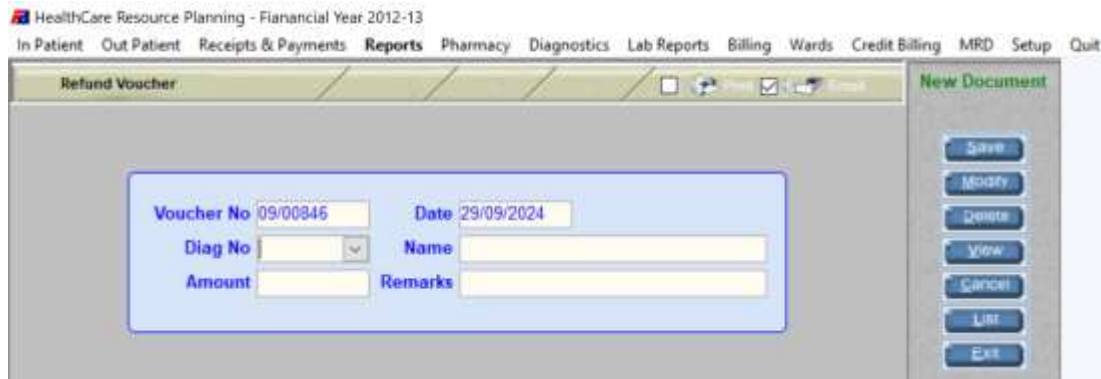 HealthCare Resource Planning - Fianancial Year 2012-13
In Patient Out Patient Receipts & Payments Reports Pharmacy Diagnostics Lab Reports Billing Wards Credit Billing MRD Setup Quit
Refund Voucher Print Email New Document
Save
Modify
Voucher No 09/00846 Date 29/09/2024
Delete
Diag No Name
View
Amount Remarks
Cancel
List
Exit